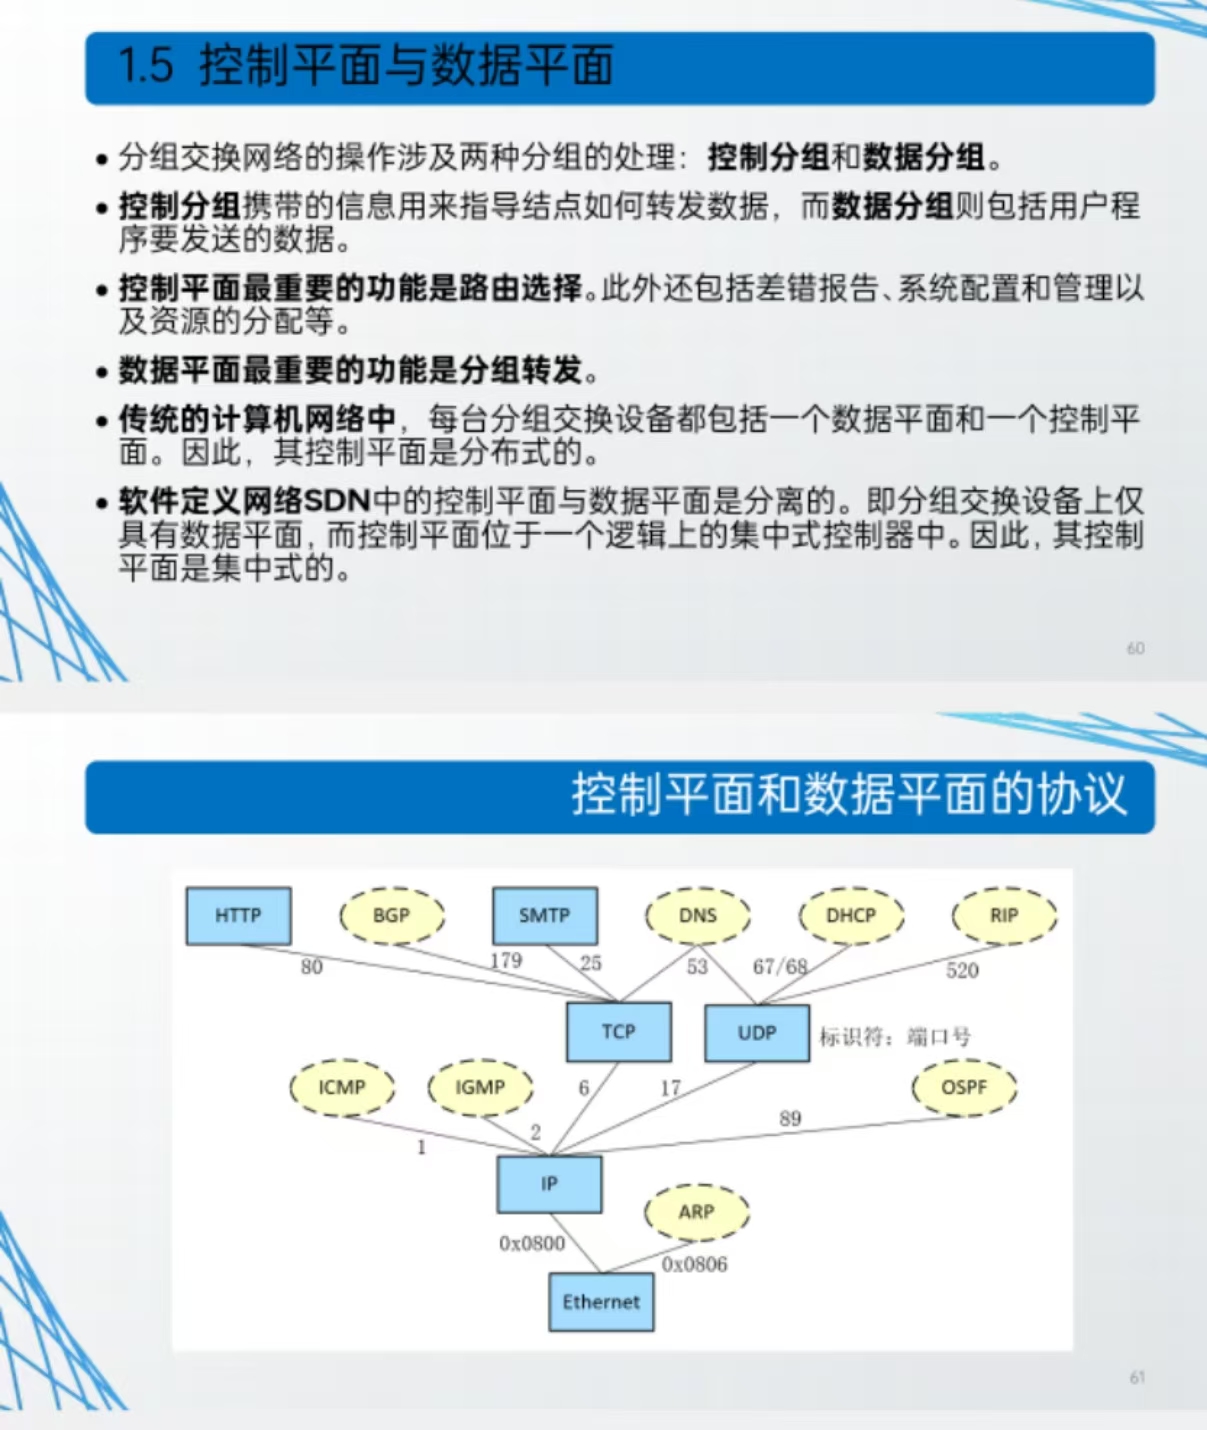 1.5 控制平面与数据平面
• 分组交换网络的操作涉及两种分组的处理：控制分组和数据分组。
• 控制分组携带的信息用来指导结点如何转发数据，而数据分组则包括用户程
序要发送的数据。
• 控制平面最重要的功能是路由选择。此外还包括差错报告、系统配置和管理以
及资源的分配等。
• 数据平面最重要的功能是分组转发。
• 传统的计算机网络中，每台分组交换设备都包括一个数据平面和一个控制平
面。因此，其控制平面是分布式的。
• 软件定义网络SDN中的控制平面与数据平面是分离的。即分组交换设备上仅
具有数据平面，而控制平面位于一个逻辑上的集中式控制器中。因此，其控制
平面是集中式的。
60
控制平面和数据平面的协议
HTTP BGP SMTP DNS DHCP RIP
80 179 25 53 67/68 520
TCP UDP 标识符：端口号
ICMP IGMP 6 17 OSPF
1 2 89
IP
ARP
0x0800 0x0806
Ethernet
61